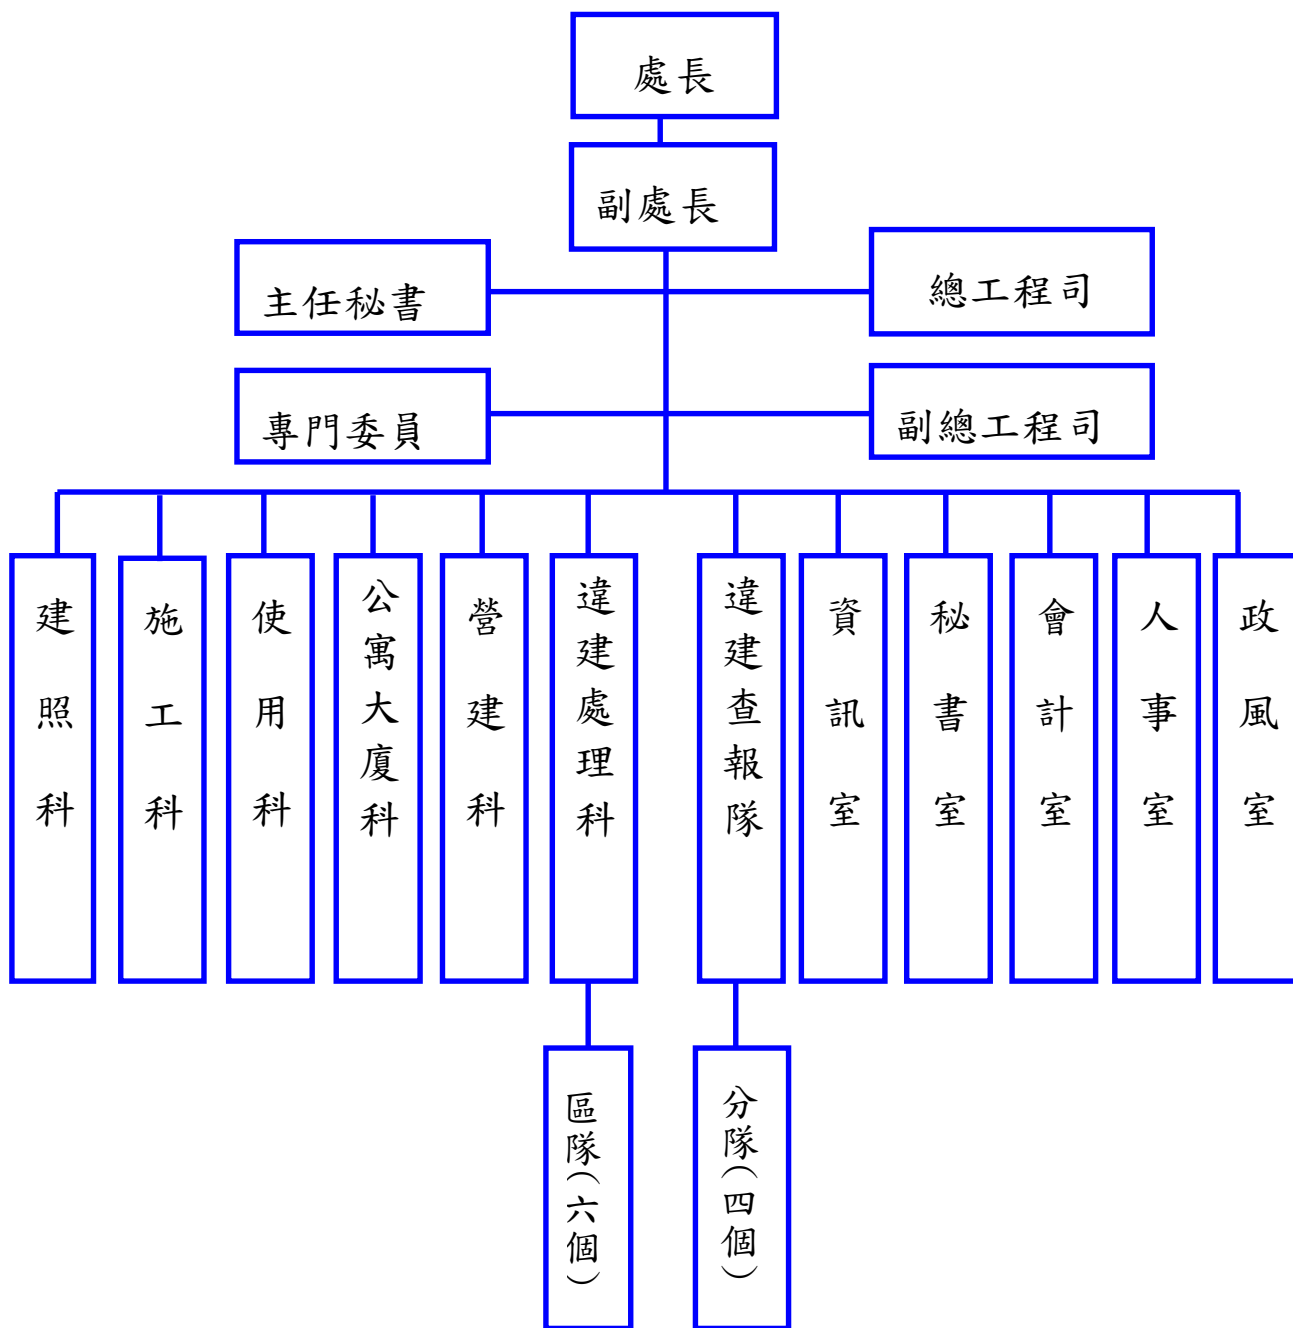 處長
副處長
主任秘書
總工程司
專門委員
副總工程司
建照科
施工科
使用科
公寓大廈科
營建科
違建處理科
違建查報隊
資訊室
秘書室
會計室
人事室
政風室
區隊(六個)
分隊(四個)